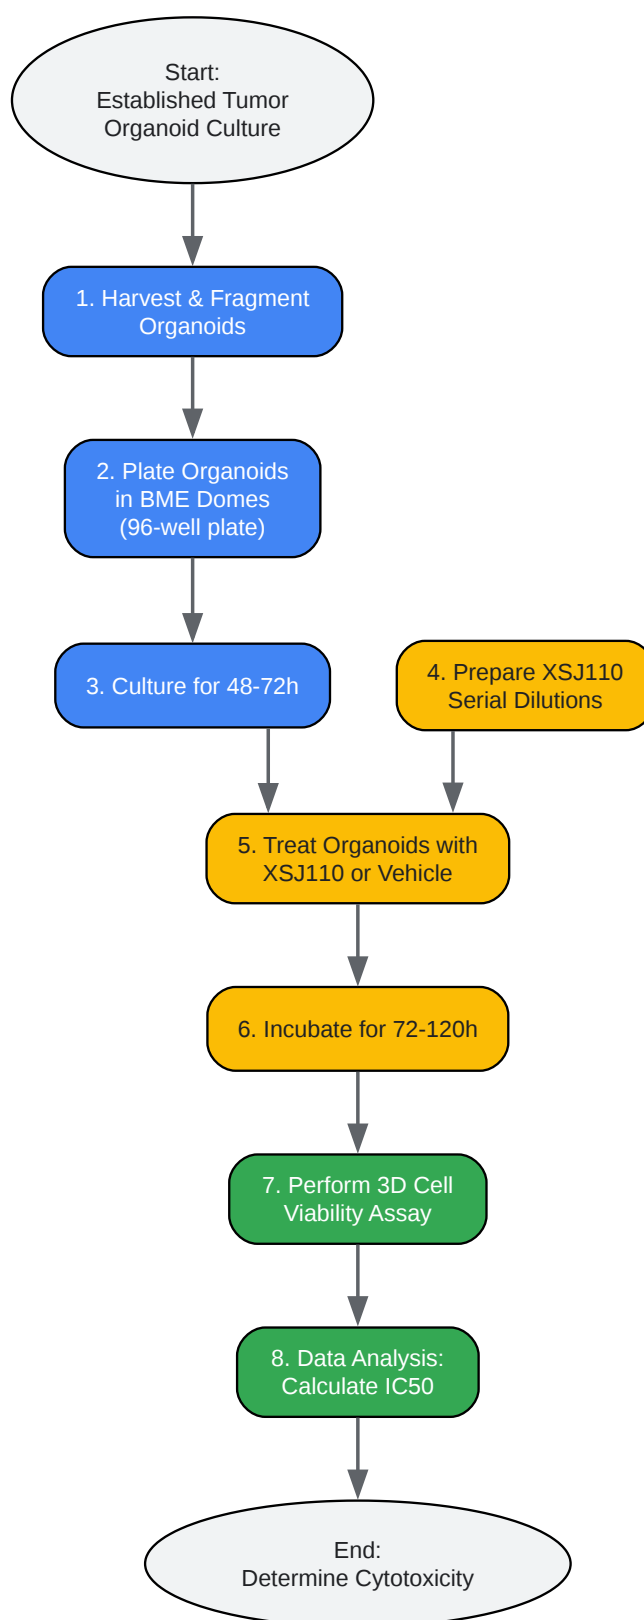 Start:
Established Tumor
Organoid Culture
1. Harvest & Fragment
Organoids
2. Plate Organoids
in BME Domes
(96-well plate)
3. Culture for 48-72h
4. Prepare XSJ110
Serial Dilutions
5. Treat Organoids with
XSJ110 or Vehicle
6. Incubate for 72-120h
7. Perform 3D Cell
Viability Assay
8. Data Analysis:
Calculate IC50
End:
Determine Cytotoxicity